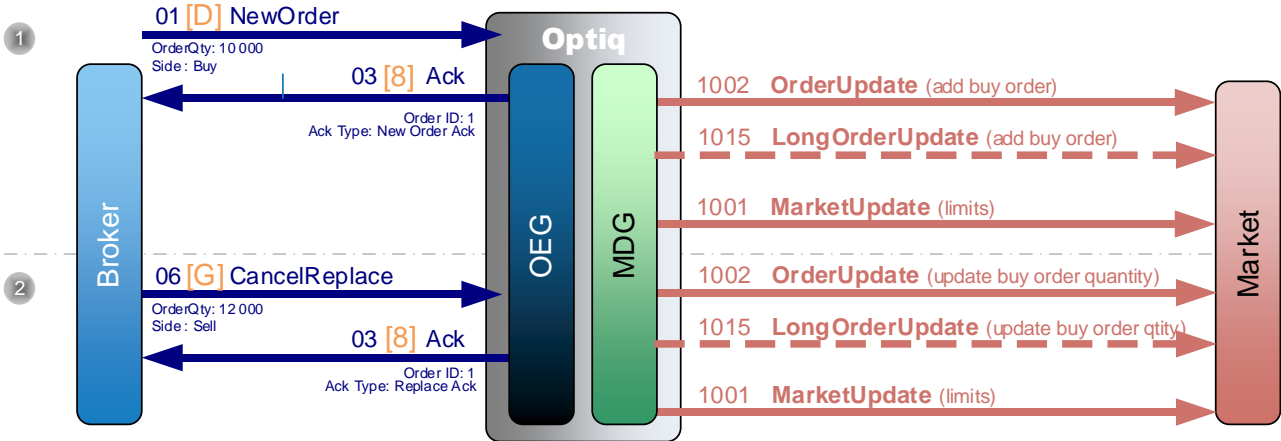 1
01 [D] NewOrder
OrderQty: 10 000
Side : Buy
03 [8] Ack
Order ID: 1
Ack Type: New Order Ack
Optiq
1002 OrderUpdate (add buy order)
1015 LongOrderUpdate (add buy order)
1001 MarketUpdate (limits)
Broker
OEG
MDG
Market
2
06 [G] CancelReplace
OrderQty: 12 000
Side : Sell
03 [8] Ack
Order ID: 1
Ack Type: Replace Ack
1002 OrderUpdate (update buy order quantity)
1015 LongOrderUpdate (update buy order qtity)
1001 MarketUpdate (limits)